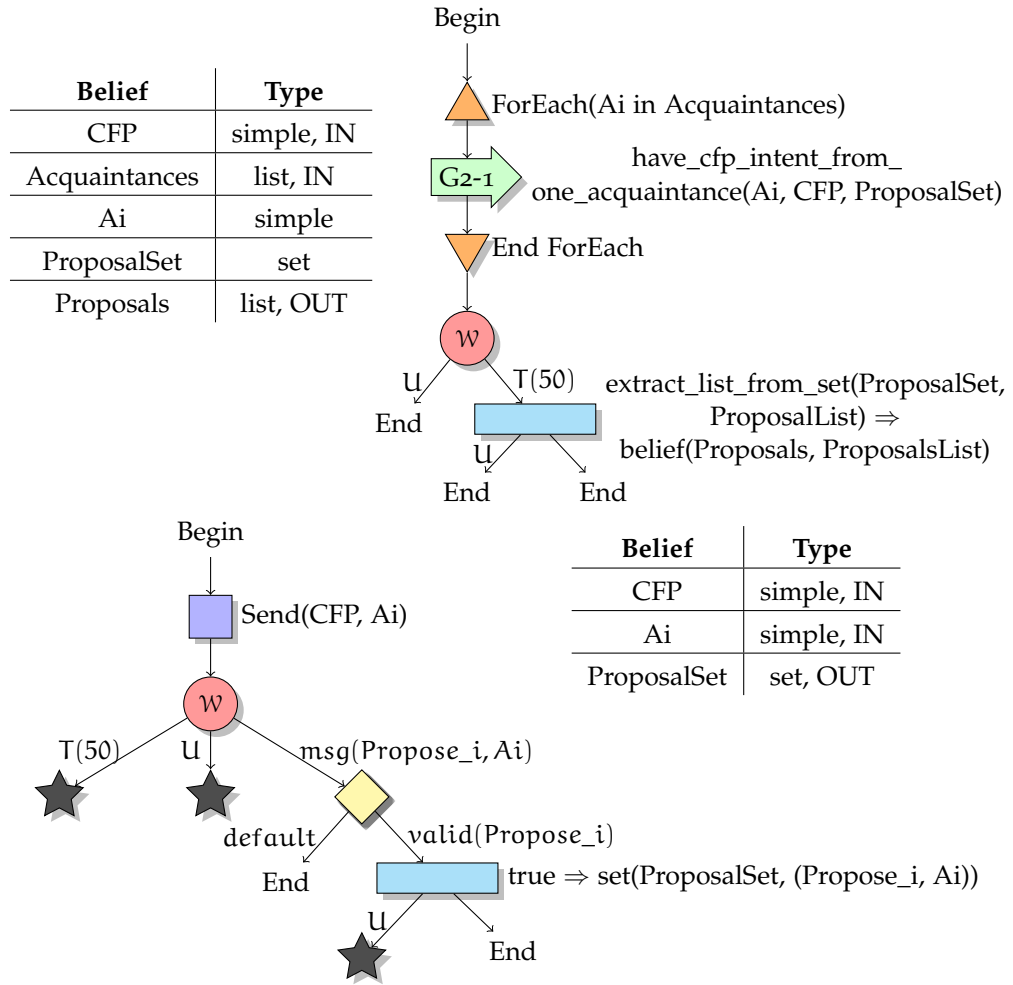 Begin
Belief Type
CFP simple, IN
Acquaintances list, IN
Ai simple
ProposalSet set
Proposals list, OUT
ForEach(Ai in Acquaintances)
G2-1
have_cfp_intent_from_
one_acquaintance(Ai, CFP, ProposalSet)
End ForEach
W
U
T(50)
End
extract_list_from_set(ProposalSet,
ProposalList) ⇒
belief(Proposals, ProposalsList)
U
End
End
Begin
Send(CFP, Ai)
Belief Type
CFP simple, IN
Ai simple, IN
ProposalSet set, OUT
W
T(50)
U
msg(Propose_i, Ai)
default
valid(Propose_i)
End
true ⇒ set(ProposalSet, (Propose_i, Ai))
U
End